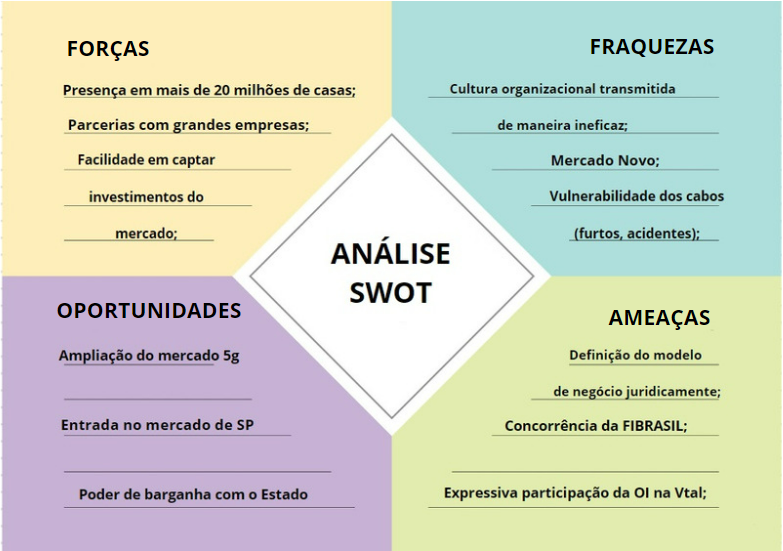 FORÇAS
Presença em mais de 20 milhões de casas;
Parcerias com grandes empresas;
Facilidade em captar
investimentos do
mercado;
FRAQUEZAS
Cultura organizacional transmitida
de maneira ineficaz;
Mercado Novo;
Vulnerabilidade dos cabos
(furtos, acidentes);
ANÁLISE
SWOT
OPORTUNIDADES
Ampliação do mercado 5g
Entrada no mercado de SP
Poder de barganha com o Estado
AMEAÇAS
Definição do modelo
de negócio juridicamente;
Concorrência da FIBRASIL;
Expressiva participação da OI na Vtal;